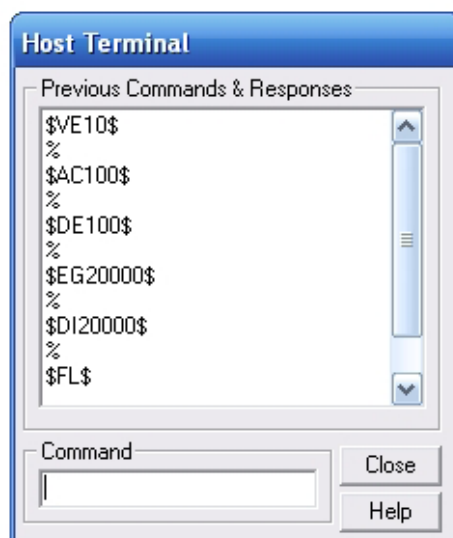 Host Terminal
Previous Commands & Responses
$VE10$
%
$AC100$
%
$DE100$
%
$EG20000$
%
$DI20000$
%
$FL$
Command
Close
Help